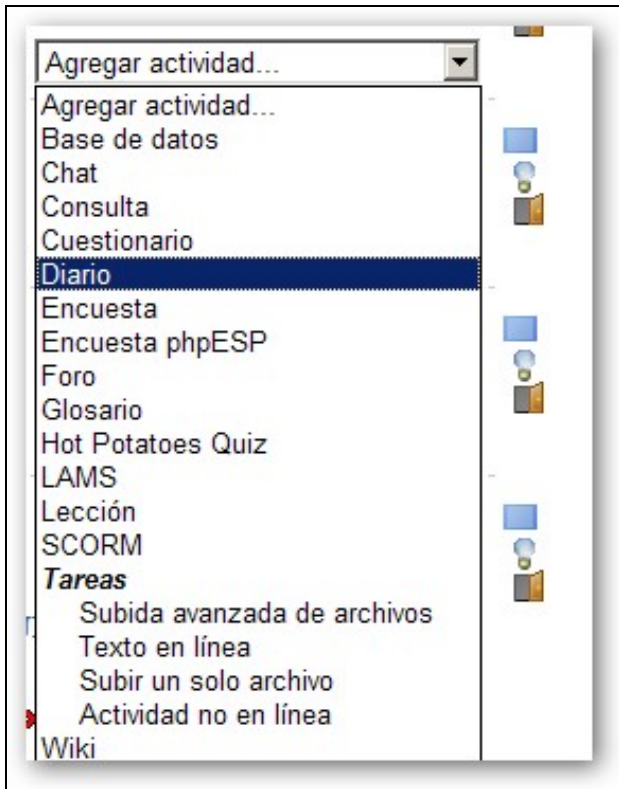 Agregar actividad...
Agregar actividad...
Base de datos
Chat
Consulta
Cuestionario
Diario
Encuesta
Encuesta phpESP
Foro
Glosario
Hot Potatoes Quiz
LAMS
Lección
SCORM
Tareas
Subida avanzada de archivos
Texto en línea
Subir un solo archivo
Actividad no en línea
Wiki